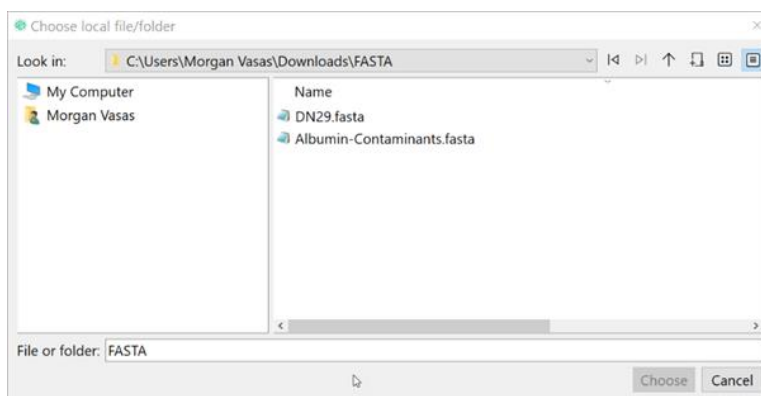 Choose local file/folder
Look in: C:\Users\Morgan Vasas\Downloads\FASTA
My Computer
Morgan Vasas
Name
DN29.fasta
Albumin-Contaminants.fasta
File or folder: FASTA
Choose Cancel